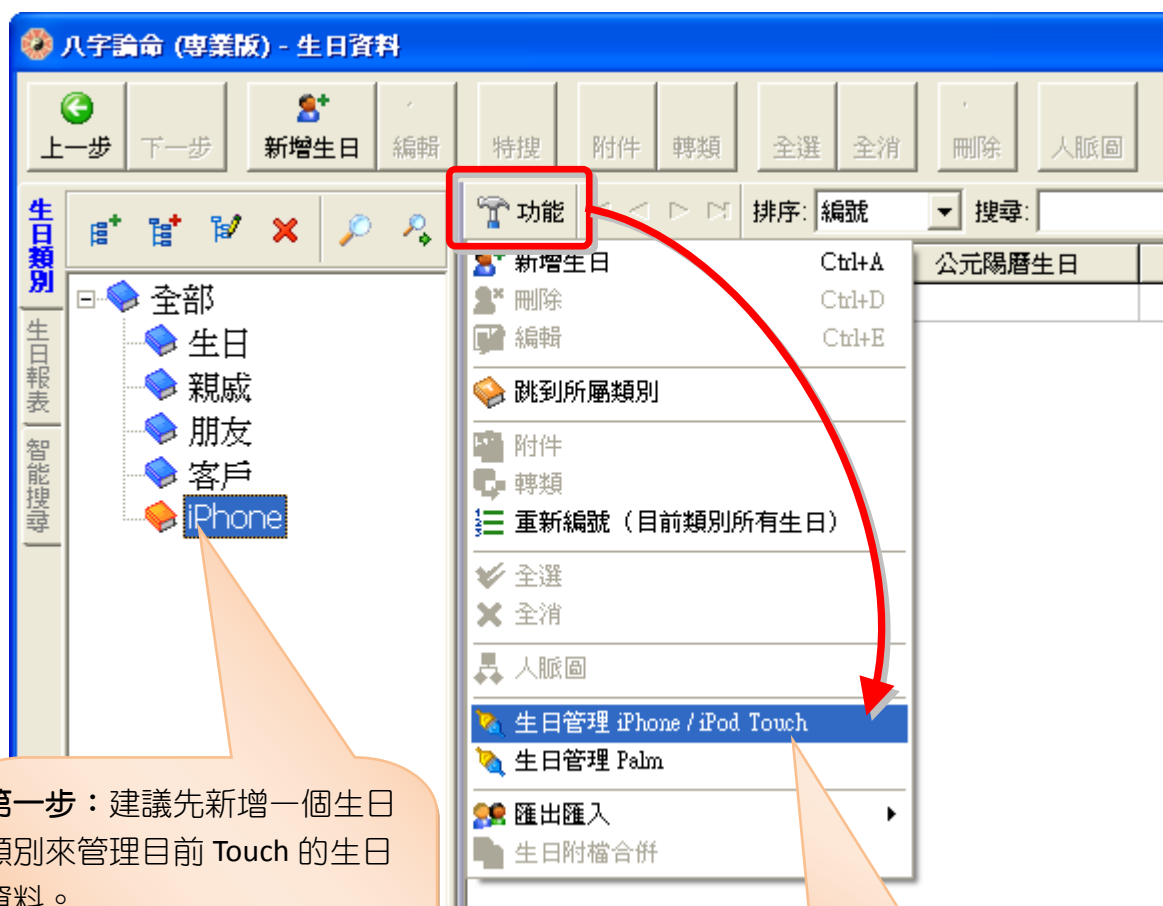 八字論命 (專業版) - 生日資料
上一步 下一步 新增生日 編輯 特搜 附件 轉類 全選 全消 刪除 人脈圖
生日類別
生日報表
智能搜尋
全部
生日
親戚
朋友
客戶
iPhone
功能 排序: 編號 搜尋:
公元陽曆生日
新增生日 Ctrl+A
刪除 Ctrl+D
編輯 Ctrl+E
跳到所屬類別
附件
轉類
重新編號（目前類別所有生日）
全選
全消
人脈圖
生日管理 iPhone / iPod Touch
生日管理 Palm
匯出匯入
生日附檔合併
第一步：建議先新增一個生日
類別來管理目前 Touch 的生日
資料。